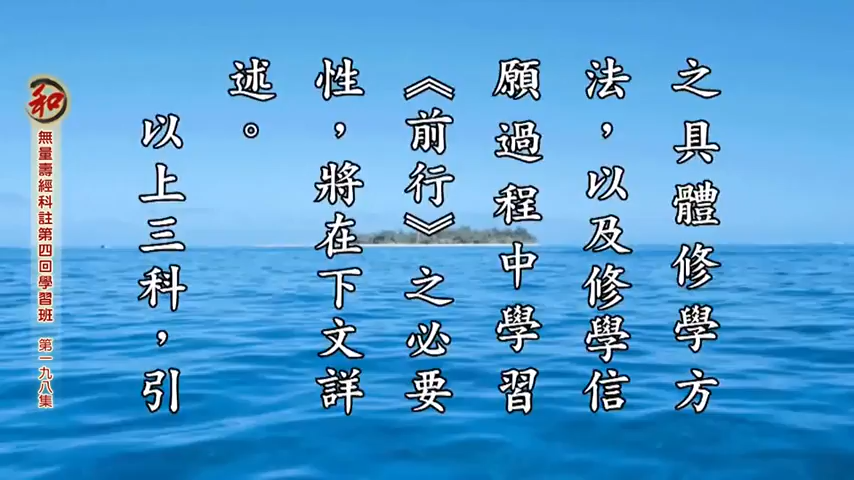 之具體修學方
法，以及修學信
願過程中學習
《前行》之必要
性，將在下文詳
述。
以上三科，引
和
無量壽經科註第四回學習班 第一九八集